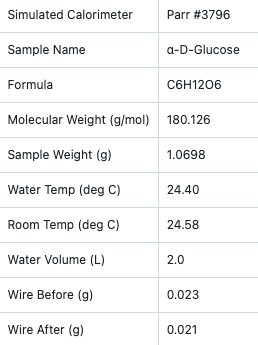 Simulated Calorimeter Parr #3796
Sample Name α-D-Glucose
Formula C6H12O6
Molecular Weight (g/mol) 180.126
Sample Weight (g) 1.0698
Water Temp (deg C) 24.40
Room Temp (deg C) 24.58
Water Volume (L) 2.0
Wire Before (g) 0.023
Wire After (g) 0.021